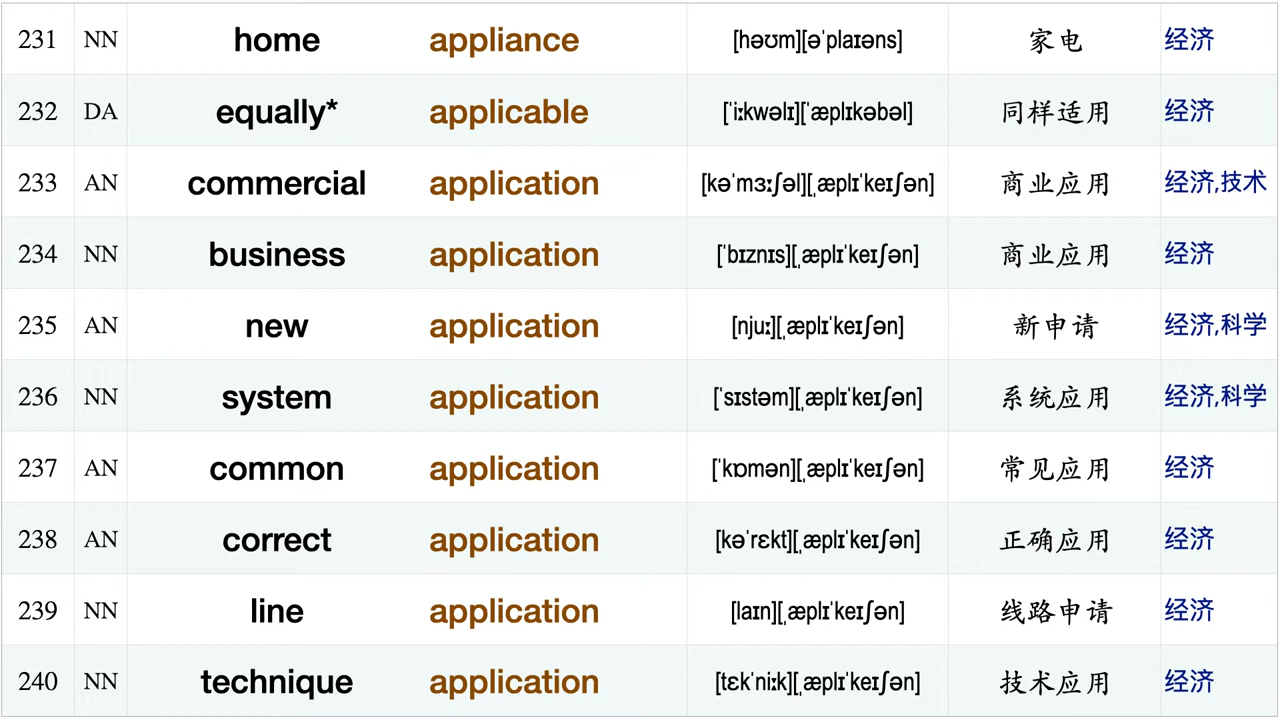 231 NN home appliance [həʊm][əˈplaɪəns] 家电 经济
232 DA equally* applicable [ˈiːkwəlɪ][ˈæplɪkəbəl] 同样适用 经济
233 AN commercial application [kəˈmɜːʃəl][ˌæplɪˈkeɪʃən] 商业应用 经济,技术
234 NN business application [ˈbɪznɪs][ˌæplɪˈkeɪʃən] 商业应用 经济
235 AN new application [njuː][ˌæplɪˈkeɪʃən] 新申请 经济,科学
236 NN system application [ˈsɪstəm][ˌæplɪˈkeɪʃən] 系统应用 经济,科学
237 AN common application [ˈkɒmən][ˌæplɪˈkeɪʃən] 常见应用 经济
238 AN correct application [kəˈrɛkt][ˌæplɪˈkeɪʃən] 正确应用 经济
239 NN line application [laɪn][ˌæplɪˈkeɪʃən] 线路申请 经济
240 NN technique application [tɛkˈniːk][ˌæplɪˈkeɪʃən] 技术应用 经济